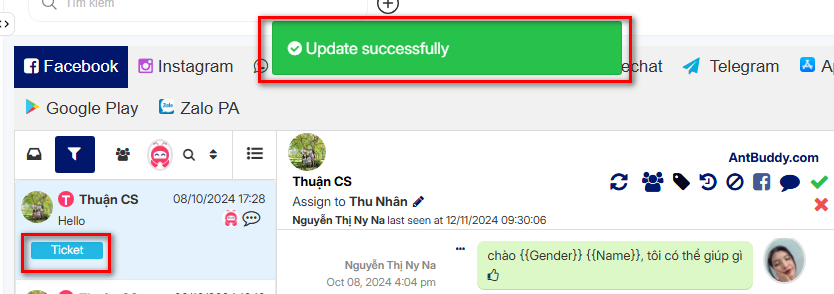 Tìm kiếm
Update successfully
Facebook
Instagram
echat
Telegram
Google Play
Zalo PA
Thuận CS
AntBuddy.com
Assign to Thu Nhân
Nguyễn Thị Ny Na last seen at 12/11/2024 09:30:06
T Thuận CS
08/10/2024 17:28
Hello
Ticket
Nguyễn Thị Ny Na
Oct 08, 2024 4:04 pm
chào {{Gender}} {{Name}}, tôi có thể giúp gì